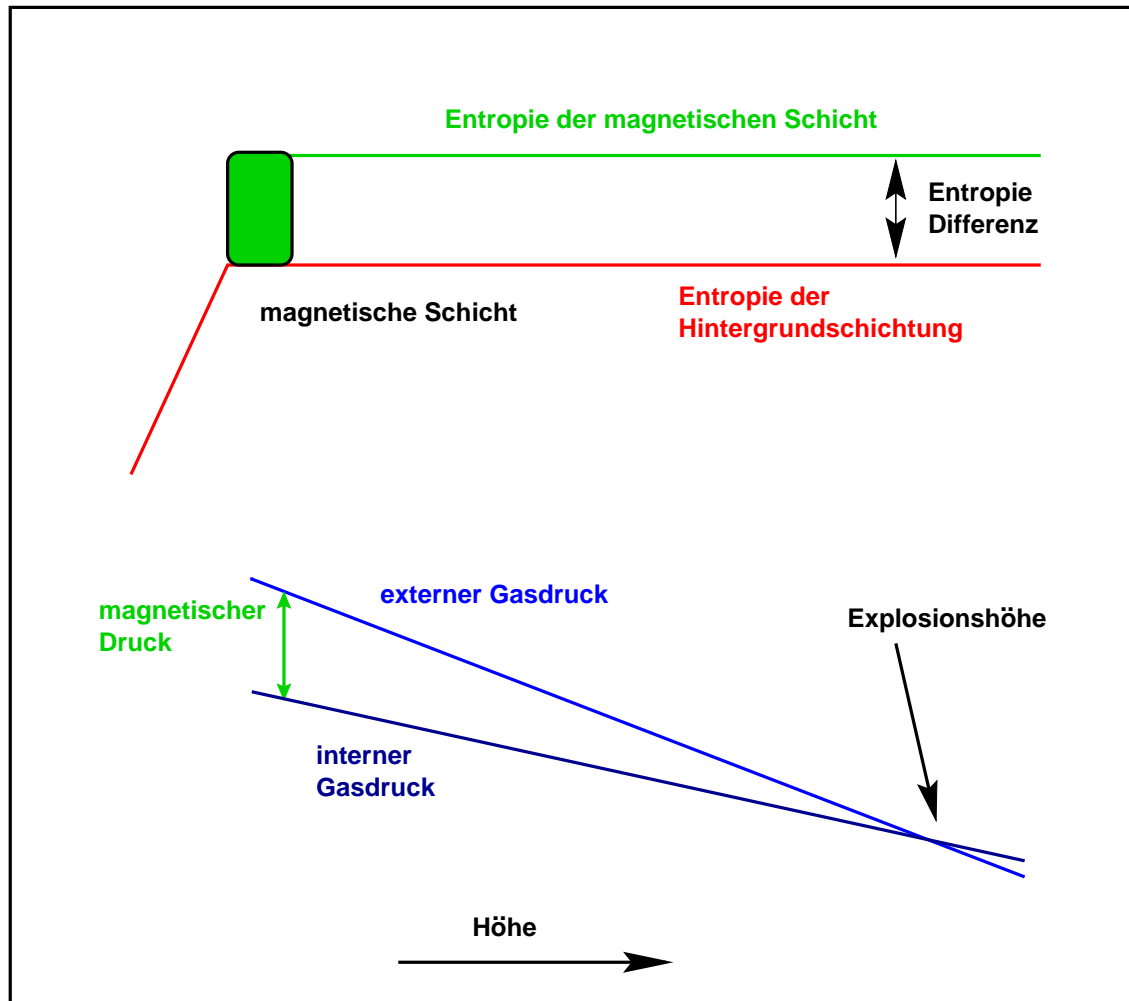 Entropie der magnetischen Schicht
Entropie
Differenz
magnetische Schicht
Entropie der
Hintergrundschichtung
magnetischer
Druck
externer Gasdruck
Explosionshöhe
interner
Gasdruck
Höhe